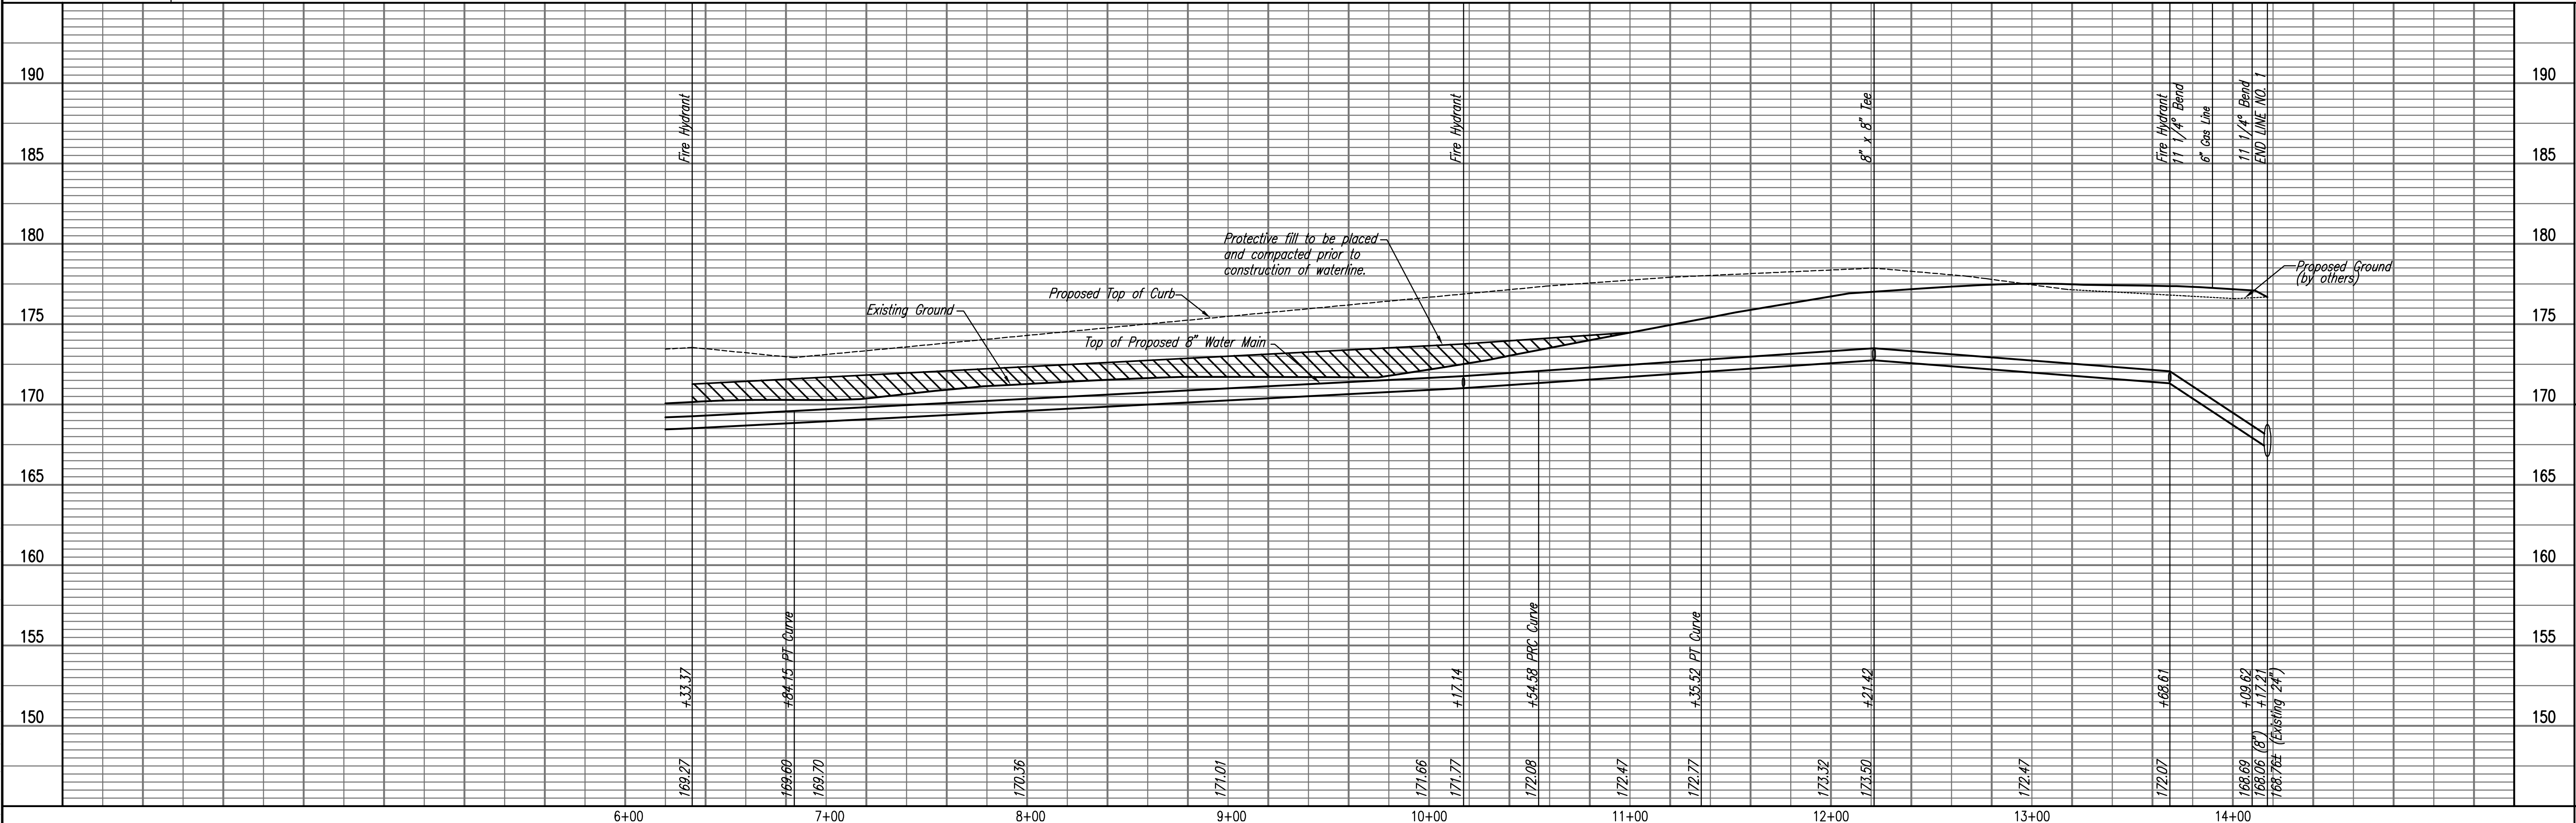 190
190
185
185
180
180
175
175
170
170
165
165
160
160
155
155
150
150
Fire Hydrant
Fire Hydrant
8" x 8" Tee
Fire Hydrant
11 1/4° Bend
6" Gas Line
11 1/4° Bend
END LINE NO. 1
Protective fill to be placed
and compacted prior to
construction of waterline.
Proposed Top of Curb
Existing Ground
Top of Proposed 8" Water Main
Proposed Ground
(by others)
+33.37
+84.15 PT Curve
+17.14
+54.58 PRC Curve
+35.52 PT Curve
+21.42
+68.61
+09.62
+17.21
169.27
169.60
169.70
170.36
171.01
171.66
171.77
172.08
172.47
172.77
173.32
173.50
172.47
172.07
168.69
168.06 (8")
168.76± (Existing 24")
6+00
7+00
8+00
9+00
10+00
11+00
12+00
13+00
14+00